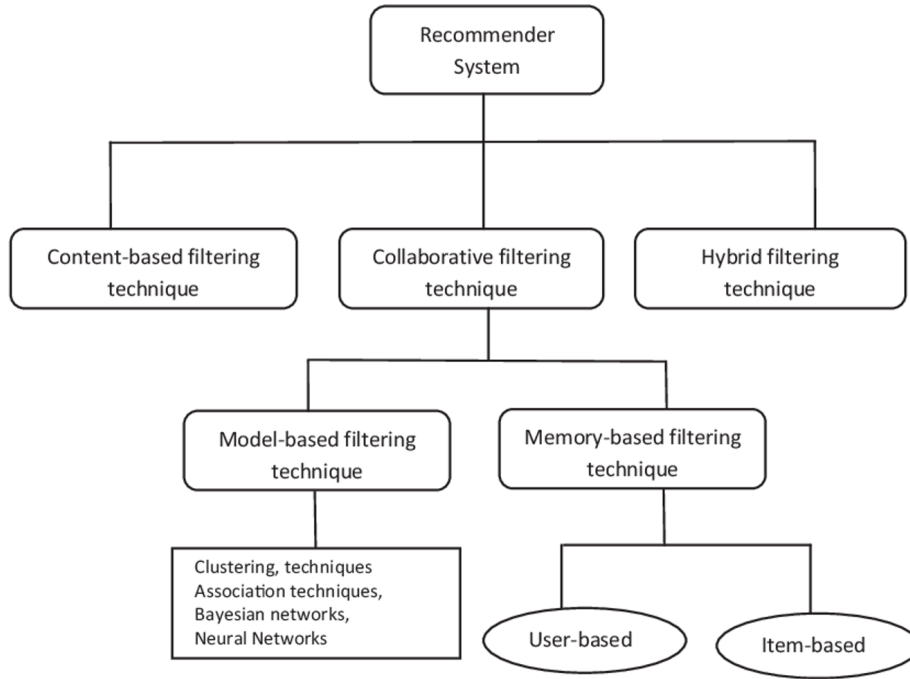 Recommender
System
Content-based filtering
technique
Collaborative filtering
technique
Hybrid filtering
technique
Model-based filtering
technique
Memory-based filtering
technique
Clustering, techniques
Association techniques,
Bayesian networks,
Neural Networks
User-based
Item-based